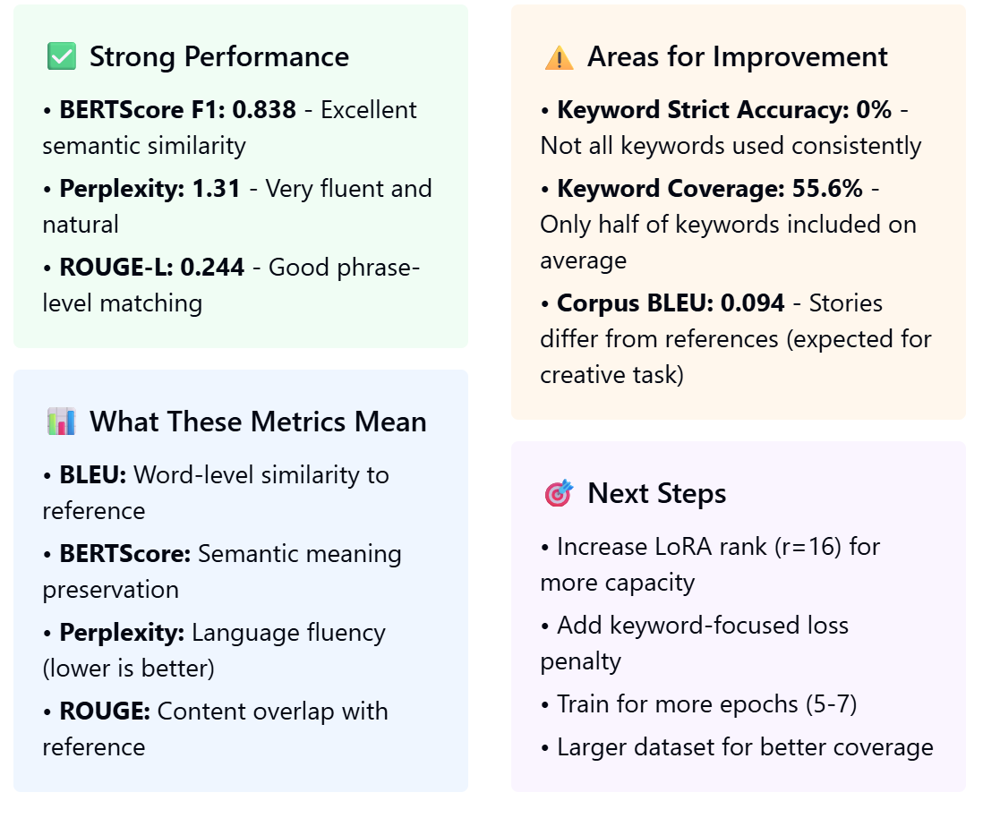 ✅ Strong Performance
• BERTScore F1: 0.838 - Excellent
semantic similarity
• Perplexity: 1.31 - Very fluent and
natural
• ROUGE-L: 0.244 - Good phrase-
level matching
⚠️ Areas for Improvement
• Keyword Strict Accuracy: 0% -
Not all keywords used consistently
• Keyword Coverage: 55.6% -
Only half of keywords included on
average
• Corpus BLEU: 0.094 - Stories
differ from references (expected for
creative task)
📊 What These Metrics Mean
• BLEU: Word-level similarity to
reference
• BERTScore: Semantic meaning
preservation
• Perplexity: Language fluency
(lower is better)
• ROUGE: Content overlap with
reference
🎯 Next Steps
• Increase LoRA rank (r=16) for
more capacity
• Add keyword-focused loss
penalty
• Train for more epochs (5-7)
• Larger dataset for better coverage